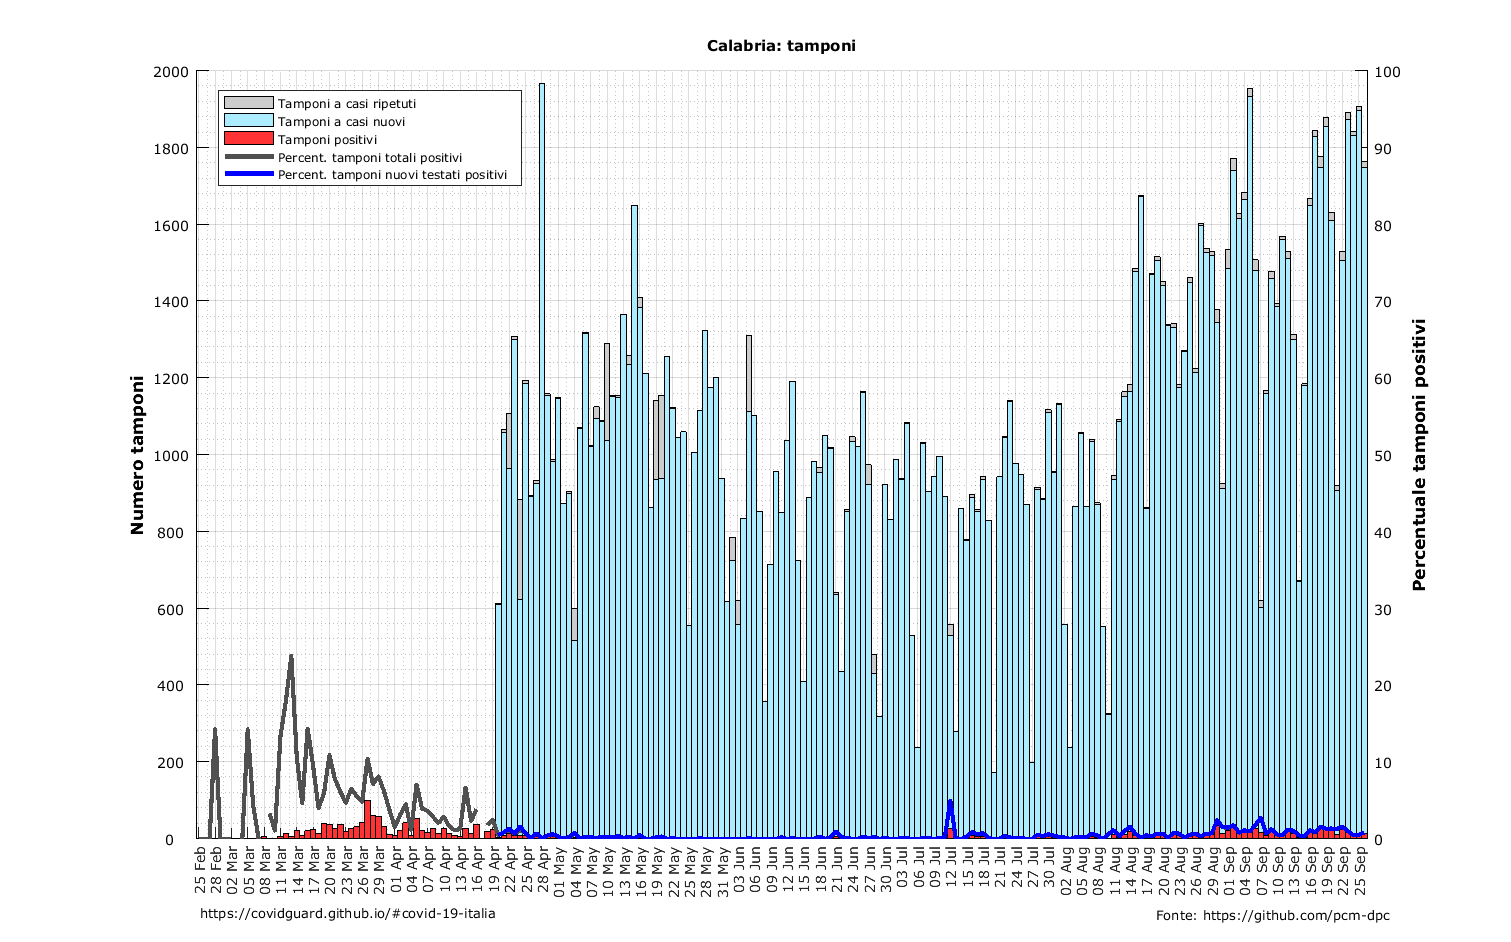 Calabria: tamponi
Tamponi a casi ripetuti
Tamponi a casi nuovi
Tamponi positivi
Percent. tamponi totali positivi
Percent. tamponi nuovi testati positivi
Numero tamponi
2000
1800
1600
1400
1200
1000
800
600
400
200
0
Percentuale tamponi positivi
100
90
80
70
60
50
40
30
20
10
0
25 Feb
28 Feb
02 Mar
05 Mar
08 Mar
11 Mar
14 Mar
17 Mar
20 Mar
23 Mar
26 Mar
29 Mar
01 Apr
04 Apr
07 Apr
10 Apr
13 Apr
16 Apr
19 Apr
22 Apr
25 Apr
28 Apr
01 May
04 May
07 May
10 May
13 May
16 May
19 May
22 May
25 May
28 May
31 May
03 Jun
06 Jun
09 Jun
12 Jun
15 Jun
18 Jun
21 Jun
24 Jun
27 Jun
30 Jun
03 Jul
06 Jul
09 Jul
12 Jul
15 Jul
18 Jul
21 Jul
24 Jul
27 Jul
30 Jul
02 Aug
05 Aug
08 Aug
11 Aug
14 Aug
17 Aug
20 Aug
23 Aug
26 Aug
29 Aug
01 Sep
04 Sep
07 Sep
10 Sep
13 Sep
16 Sep
19 Sep
22 Sep
25 Sep
https://covidguard.github.io/#covid-19-italia
Fonte: https://github.com/pcm-dpc